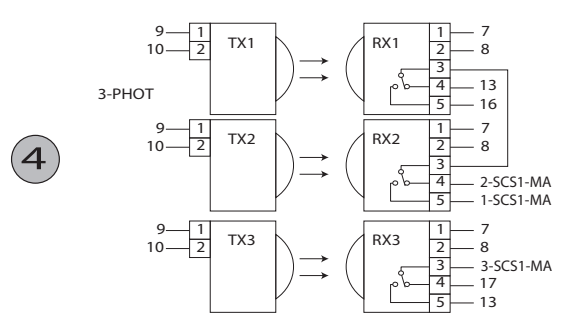 9 1 TX1 RX1 1 7
10 2 2 8
3
4 13
5 16
3-PHOT
4
9 1 TX2 RX2 1 7
10 2 2 8
3
4 2-SCS1-MA
5 1-SCS1-MA
9 1 TX3 RX3 1 7
10 2 2 8
3 3-SCS1-MA
4 17
5 13